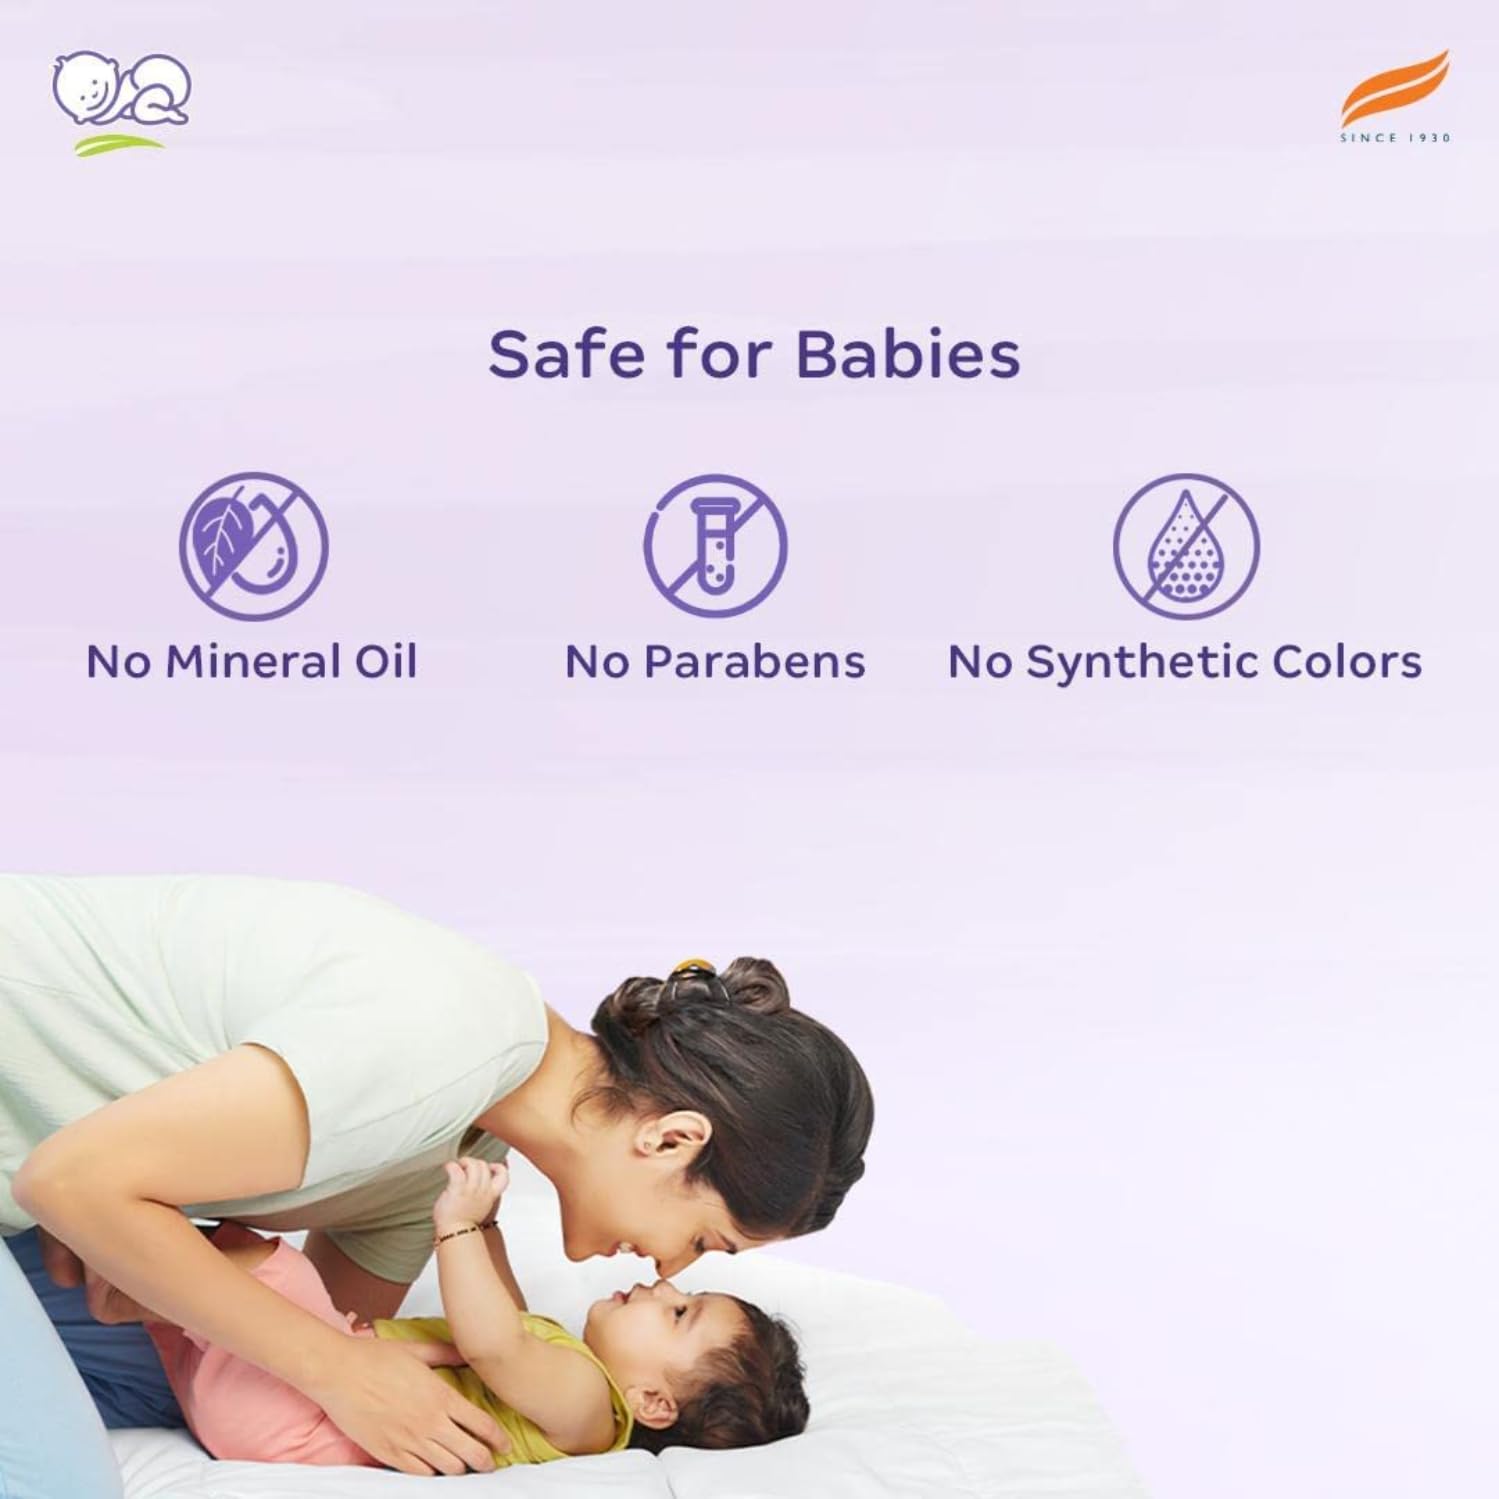 SINCE 1930
Safe for Babies
No Mineral Oil
No Parabens
No Synthetic Colors